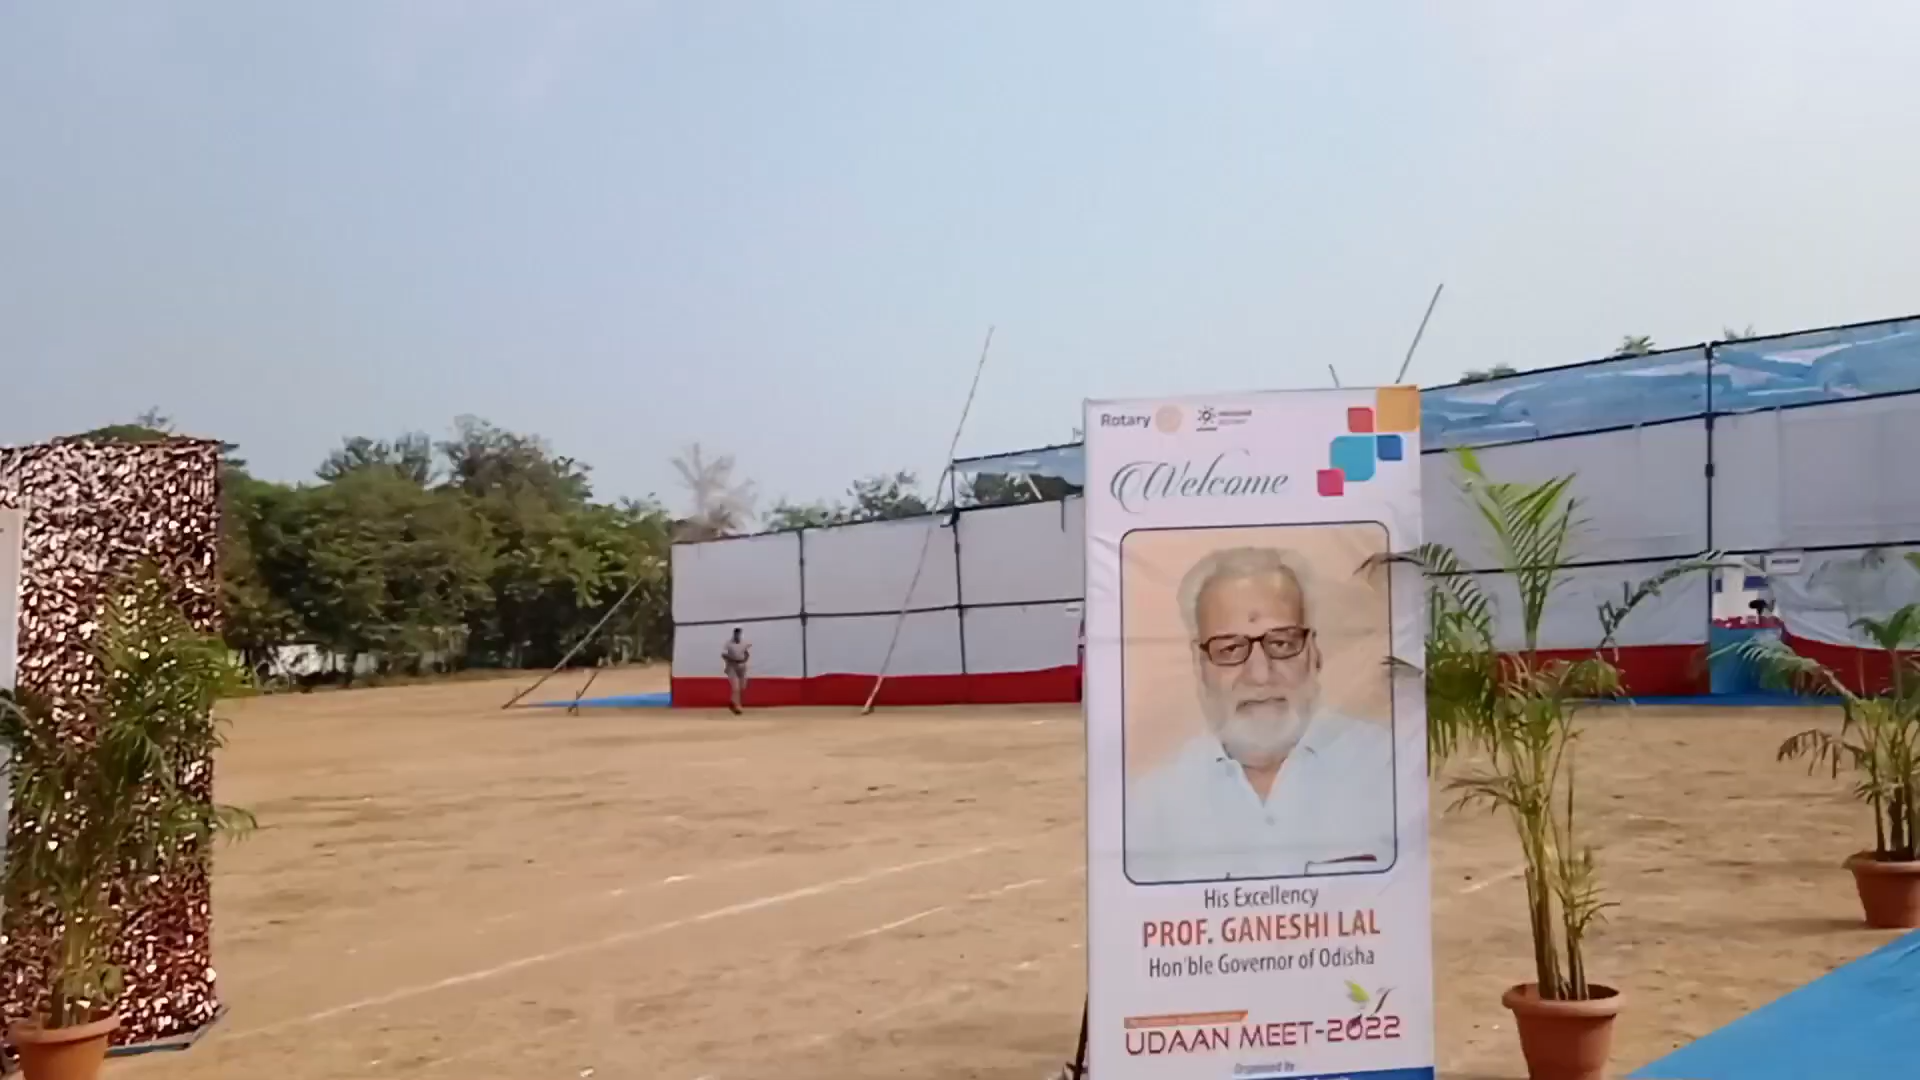 Rotary
Welcome
His Excellency
PROF. GANESHI LAL
Hon'ble Governor of Odisha
UDAAN MEET-2022
Organised by